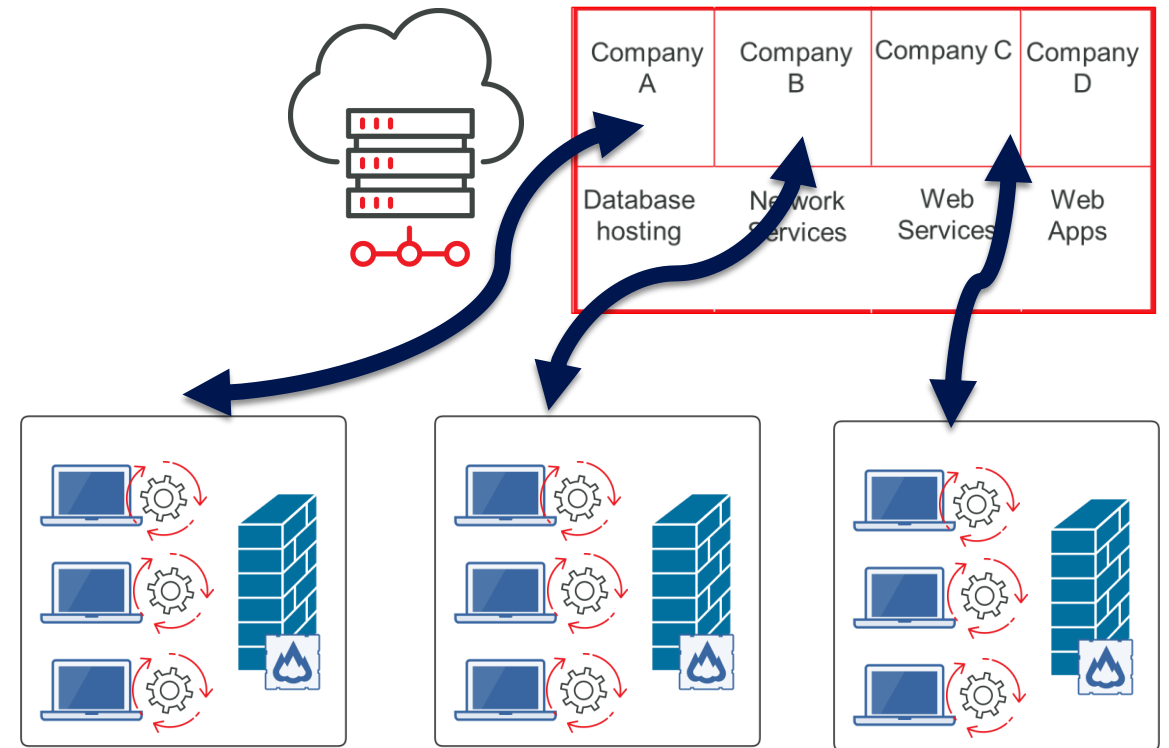 Company
A
Company
B
Company C
Company
D
Database
hosting
Network
Services
Web
Services
Web
Apps